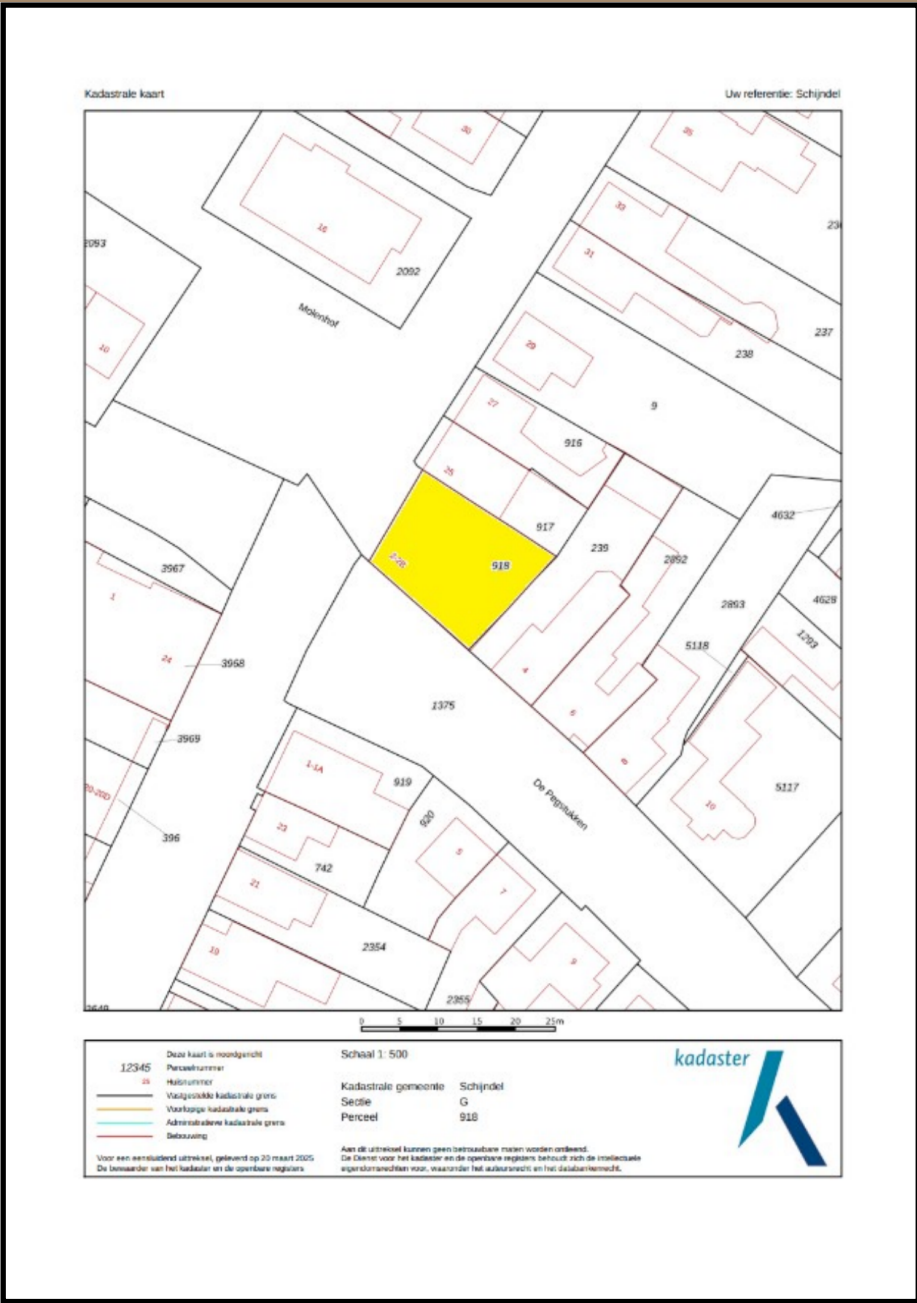 Kadastrale kaart
Uw referentie: Schijndel
30
35
16
33
2093
2092
31
Molenhof
237
10
29
238
27
9
916
25
917
4632
239
2-2B
918
2892
3967
2893
4628
1
1293
24
3968
5118
4
1375
6
3969
8
1-1A
919
De Pegstukken
5117
10
920
396
23
5
742
21
7
2354
19
9
2355
0 5 10 15 20 25m
Deze kaart is noordgericht
12345 Perceelnummer
25 Huisnummer
Vastgestelde kadastrale grens
Voorlopige kadastrale grens
Administratieve kadastrale grens
Bebouwing
Voor een eensluidend uittreksel, geleverd op 20 maart 2025
De bewaarder van het kadaster en de openbare registers
Schaal 1: 500
Kadastrale gemeente Schijndel
Sectie G
Perceel 918
Aan dit uittreksel kunnen geen betrouwbare maten worden ontleend.
De Dienst voor het kadaster en de openbare registers behoudt zich de intellectuele
eigendomsrechten voor, waaronder het auteursrecht en het databankenrecht.
kadaster